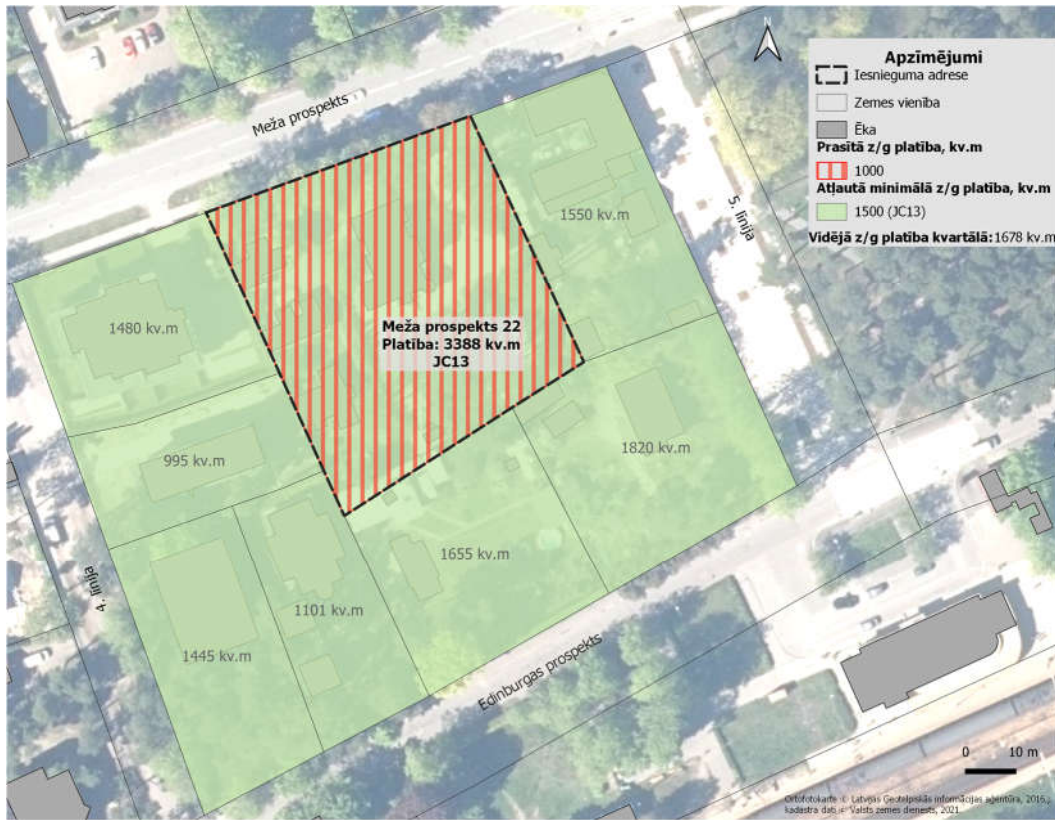 N
Apzīmējumi
Iesnieguma adrese
Zemes vienība
Ēka
Prasītā z/g platība, kv.m
1000
Atļautā minimālā z/g platība, kv.m
1500 (JC13)
Vidējā z/g platība kvartālā: 1678 kv.m
Meža prospekts
5. līnija
1550 kv.m
1480 kv.m
Meža prospekts 22
Platība: 3388 kv.m
JC13
995 kv.m
1820 kv.m
1655 kv.m
4. līnija
1101 kv.m
1445 kv.m
Edinburgas prospekts
0 10 m
Ortofotokarte © Latvijas Ģeotelpiskās informācijas aģentūra, 2016.,
kadastra dati © Valsts zemes dienests, 2021